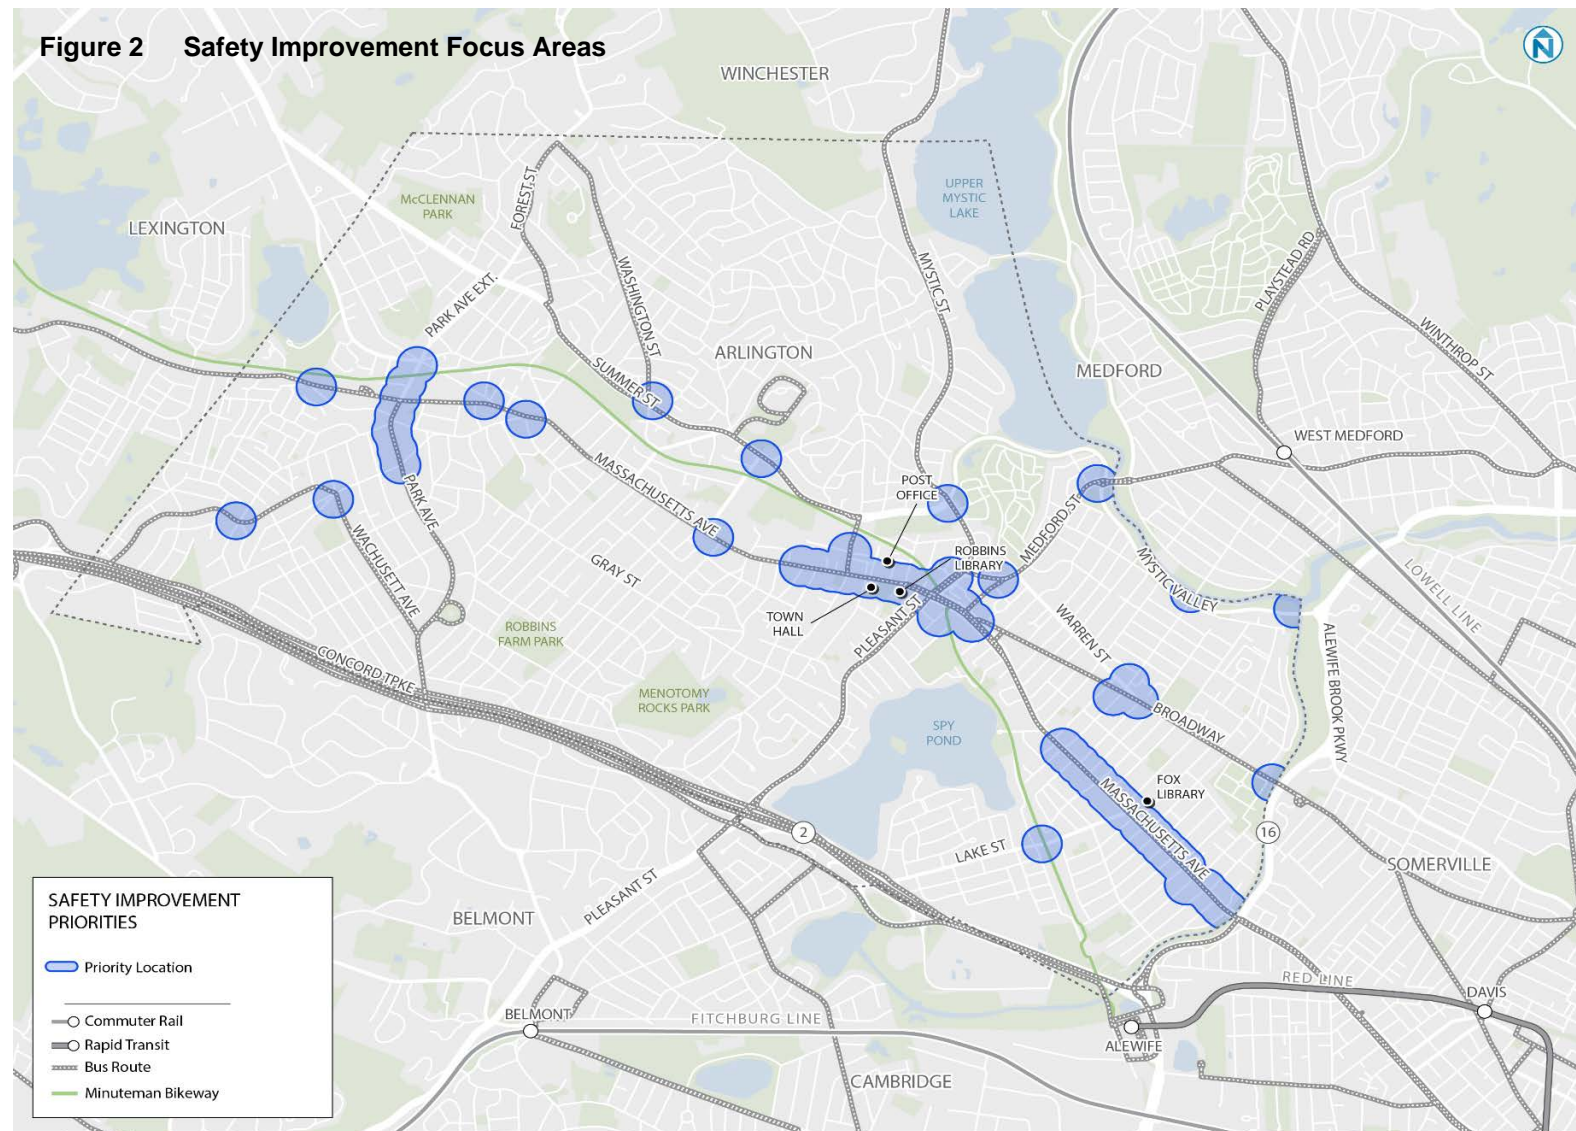 Figure 2 Safety Improvement Focus Areas
N
WINCHESTER
UPPER
MYSTIC
LAKE
McCLENNAN
PARK
FOREST ST
LEXINGTON
WASHINGTON ST
MYSTIC ST
PLAYSTEAD RD
PARK AVE EXT.
WINTHROP ST
ARLINGTON
MEDFORD
SUMMER ST
WEST MEDFORD
MASSACHUSETTS AVE
PARK AVE
POST
OFFICE
MEDFORD ST
ROBBINS
LIBRARY
WACHUSETT AVE
GRAY ST
MYSTIC VALLEY
LOWELL LINE
TOWN
HALL
PLEASANT ST
WARREN ST
ROBBINS
FARM PARK
ALEWIFE BROOK PKWY
CONCORD TPKE
MENOTOMY
ROCKS PARK
SPY
POND
BROADWAY
MASSACHUSETTS AVE
FOX
LIBRARY
2
16
LAKE ST
SOMERVILLE
PLEASANT ST
BELMONT
SAFETY IMPROVEMENT
PRIORITIES
Priority Location
Commuter Rail
Rapid Transit
Bus Route
Minuteman Bikeway
RED LINE
DAVIS
BELMONT
FITCHBURG LINE
ALEWIFE
CAMBRIDGE